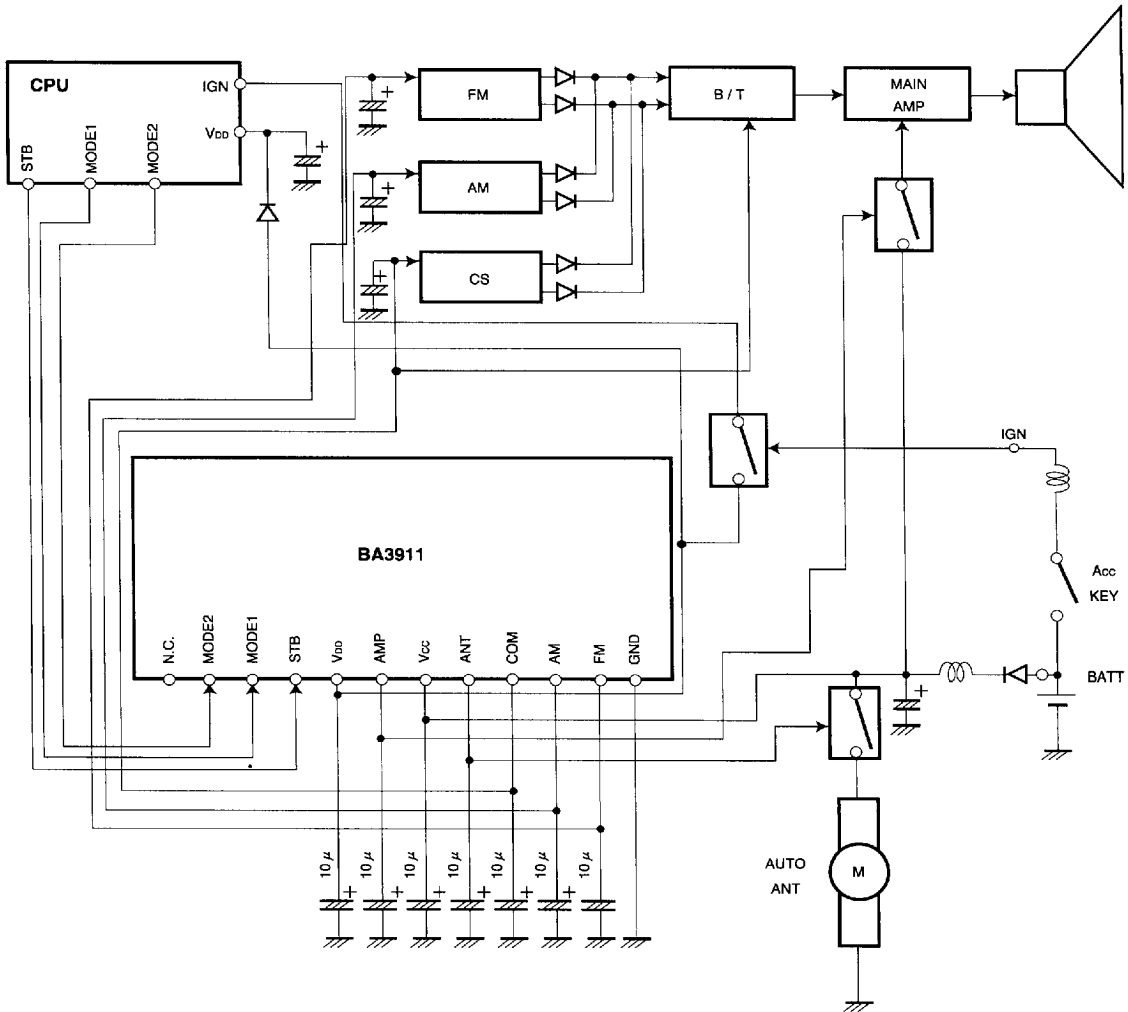 CPU
IGN
VDD
STB
MODE1
MODE2
+
FM
B / T
MAIN
AMP
+
AM
+
CS
+
IGN
Acc
KEY
BA3911
N.C.
MODE2
MODE1
STB
VDD
AMP
VCC
ANT
COM
AM
FM
GND
BATT
+
10 μ
10 μ
10 μ
10 μ
10 μ
10 μ
10 μ
+
+
+
+
+
+
AUTO
ANT
M